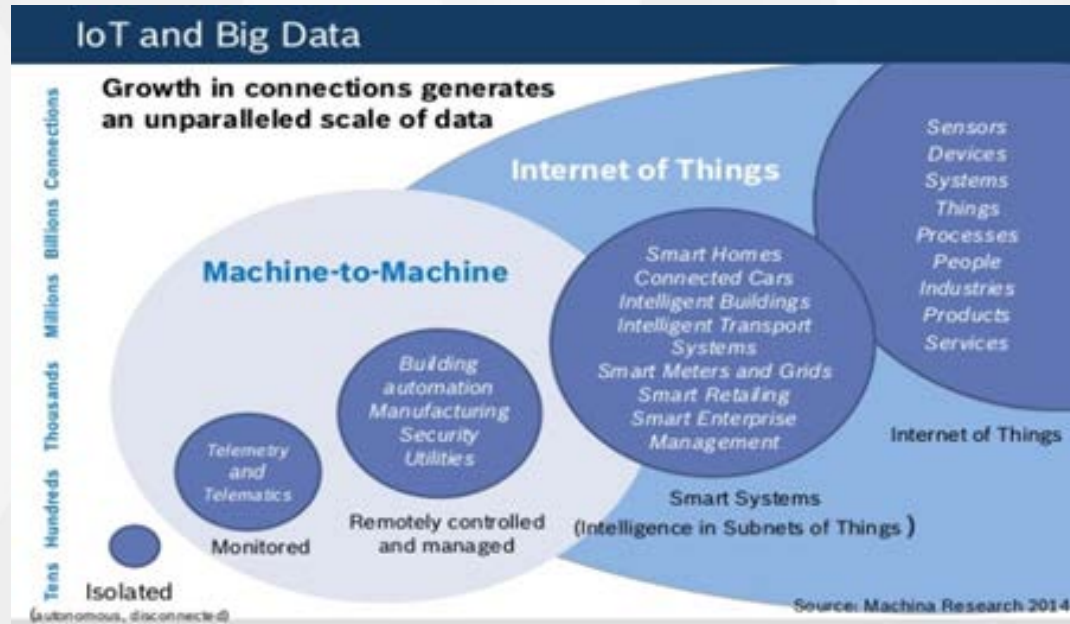 IoT and Big Data
Growth in connections generates
an unparalleled scale of data
Tens Hundreds Thousands Millions Billions Connections
Internet of Things
Machine-to-Machine
Sensors
Devices
Systems
Things
Processes
People
Industries
Products
Services
Internet of Things
Smart Homes
Connected Cars
Intelligent Buildings
Intelligent Transport
Systems
Smart Meters and Grids
Smart Retailing
Smart Enterprise
Management
Smart Systems
(Intelligence in Subnets of Things )
Building
automation
Manufacturing
Security
Utilities
Remotely controlled
and managed
Telemetry
and
Telematics
Monitored
Isolated
(autonomous, disconnected)
Source: Machina Research 2014